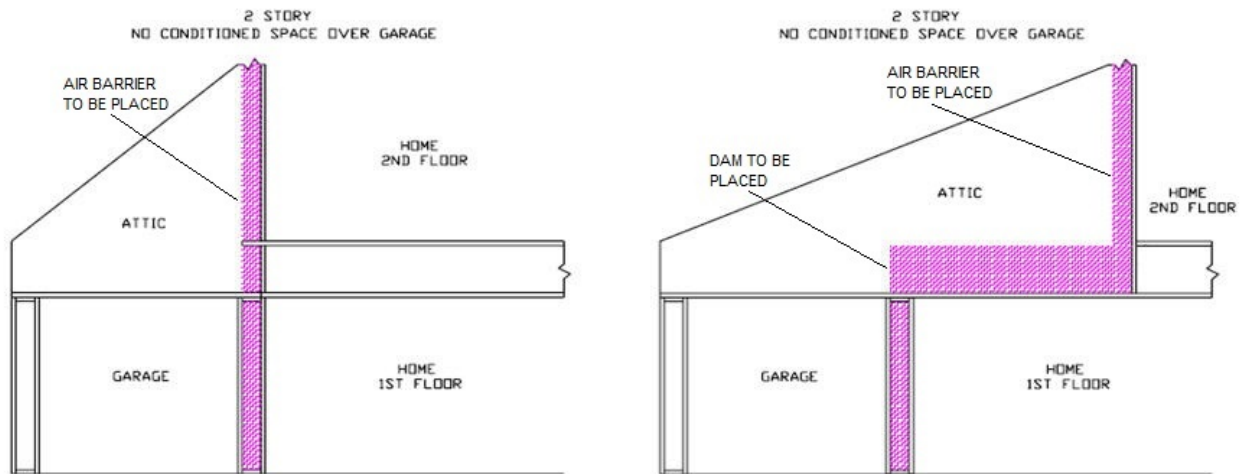 2 STORY
NO CONDITIONED SPACE OVER GARAGE
AIR BARRIER
TO BE PLACED
HOME
2ND FLOOR
ATTIC
GARAGE
HOME
1ST FLOOR
2 STORY
NO CONDITIONED SPACE OVER GARAGE
AIR BARRIER
TO BE PLACED
DAM TO BE
PLACED
ATTIC
HOME
2ND FLOOR
GARAGE
HOME
1ST FLOOR